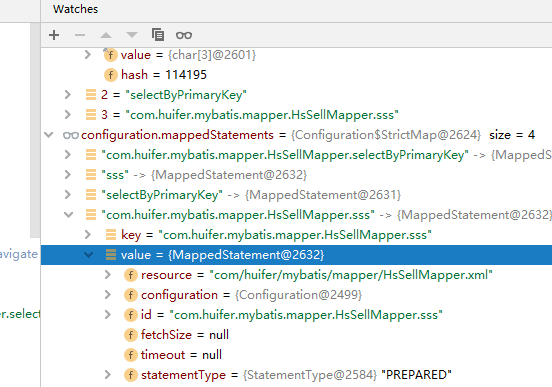 Watches
value = {char[3]@2601}
hash = 114195
2 = "selectByPrimaryKey"
3 = "com.huifer.mybatis.mapper.HsSellMapper.sss"
configuration.mappedStatements = {Configuration$StrictMap@2624} size = 4
"com.huifer.mybatis.mapper.HsSellMapper.selectByPrimaryKey" -> {MappedS
"sss" -> {MappedStatement@2632}
"selectByPrimaryKey" -> {MappedStatement@2631}
"com.huifer.mybatis.mapper.HsSellMapper.sss" -> {MappedStatement@2632}
key = "com.huifer.mybatis.mapper.HsSellMapper.sss"
avigate
value = {MappedStatement@2632}
resource = "com/huifer/mybatis/mapper/HsSellMapper.xml"
configuration = {Configuration@2499}
er.selec
id = "com.huifer.mybatis.mapper.HsSellMapper.sss"
fetchSize = null
timeout = null
statementType = {StatementType@2584} "PREPARED"